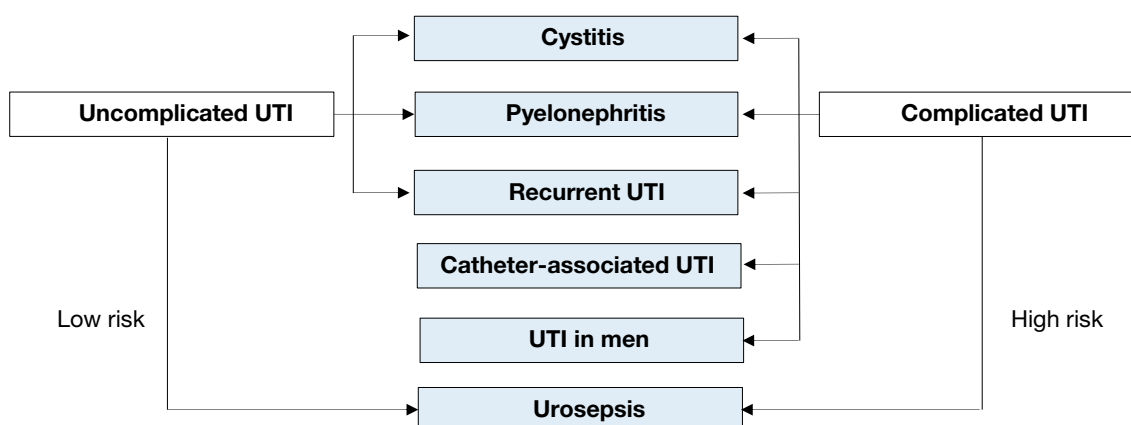 Cystitis
Uncomplicated UTI
Pyelonephritis
Complicated UTI
Recurrent UTI
Catheter-associated UTI
Low risk
High risk
UTI in men
Urosepsis